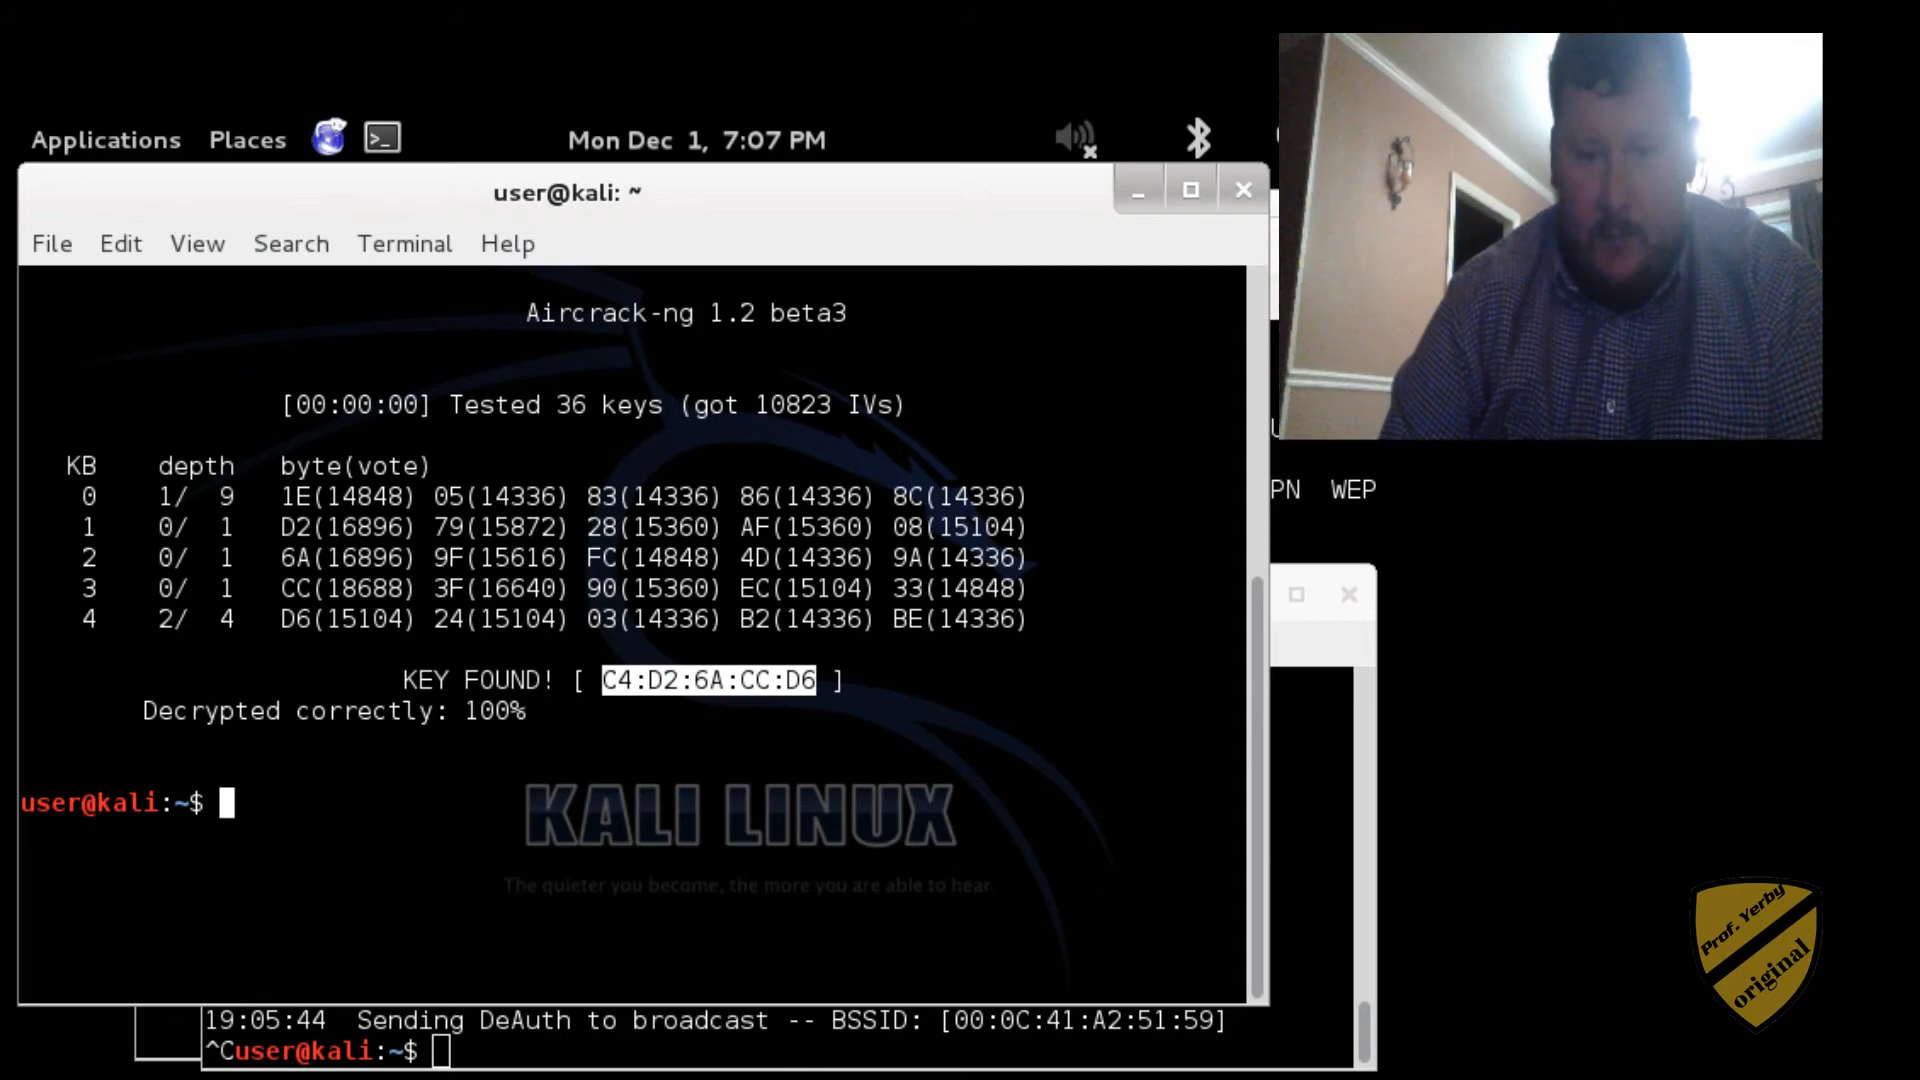 Applications Places Mon Dec 1, 7:07 PM
user@kali: ~
File Edit View Search Terminal Help
Aircrack-ng 1.2 beta3
[00:00:00] Tested 36 keys (got 10823 IVs)
KB depth byte(vote)
0 1/ 9 1E(14848) 05(14336) 83(14336) 86(14336) 8C(14336)
1 0/ 1 D2(16896) 79(15872) 28(15360) AF(15360) 08(15104)
2 0/ 1 6A(16896) 9F(15616) FC(14848) 4D(14336) 9A(14336)
3 0/ 1 CC(18688) 3F(16640) 90(15360) EC(15104) 33(14848)
4 2/ 4 D6(15104) 24(15104) 03(14336) B2(14336) BE(14336)
KEY FOUND! [ C4:D2:6A:CC:D6 ]
Decrypted correctly: 100%
user@kali:~$
KALI LINUX
The quieter you become, the more you are able to hear.
19:05:44 Sending DeAuth to broadcast -- BSSID: [00:0C:41:A2:51:59]
^Cuser@kali:~$
PN WEP
Prof. Yerby
original